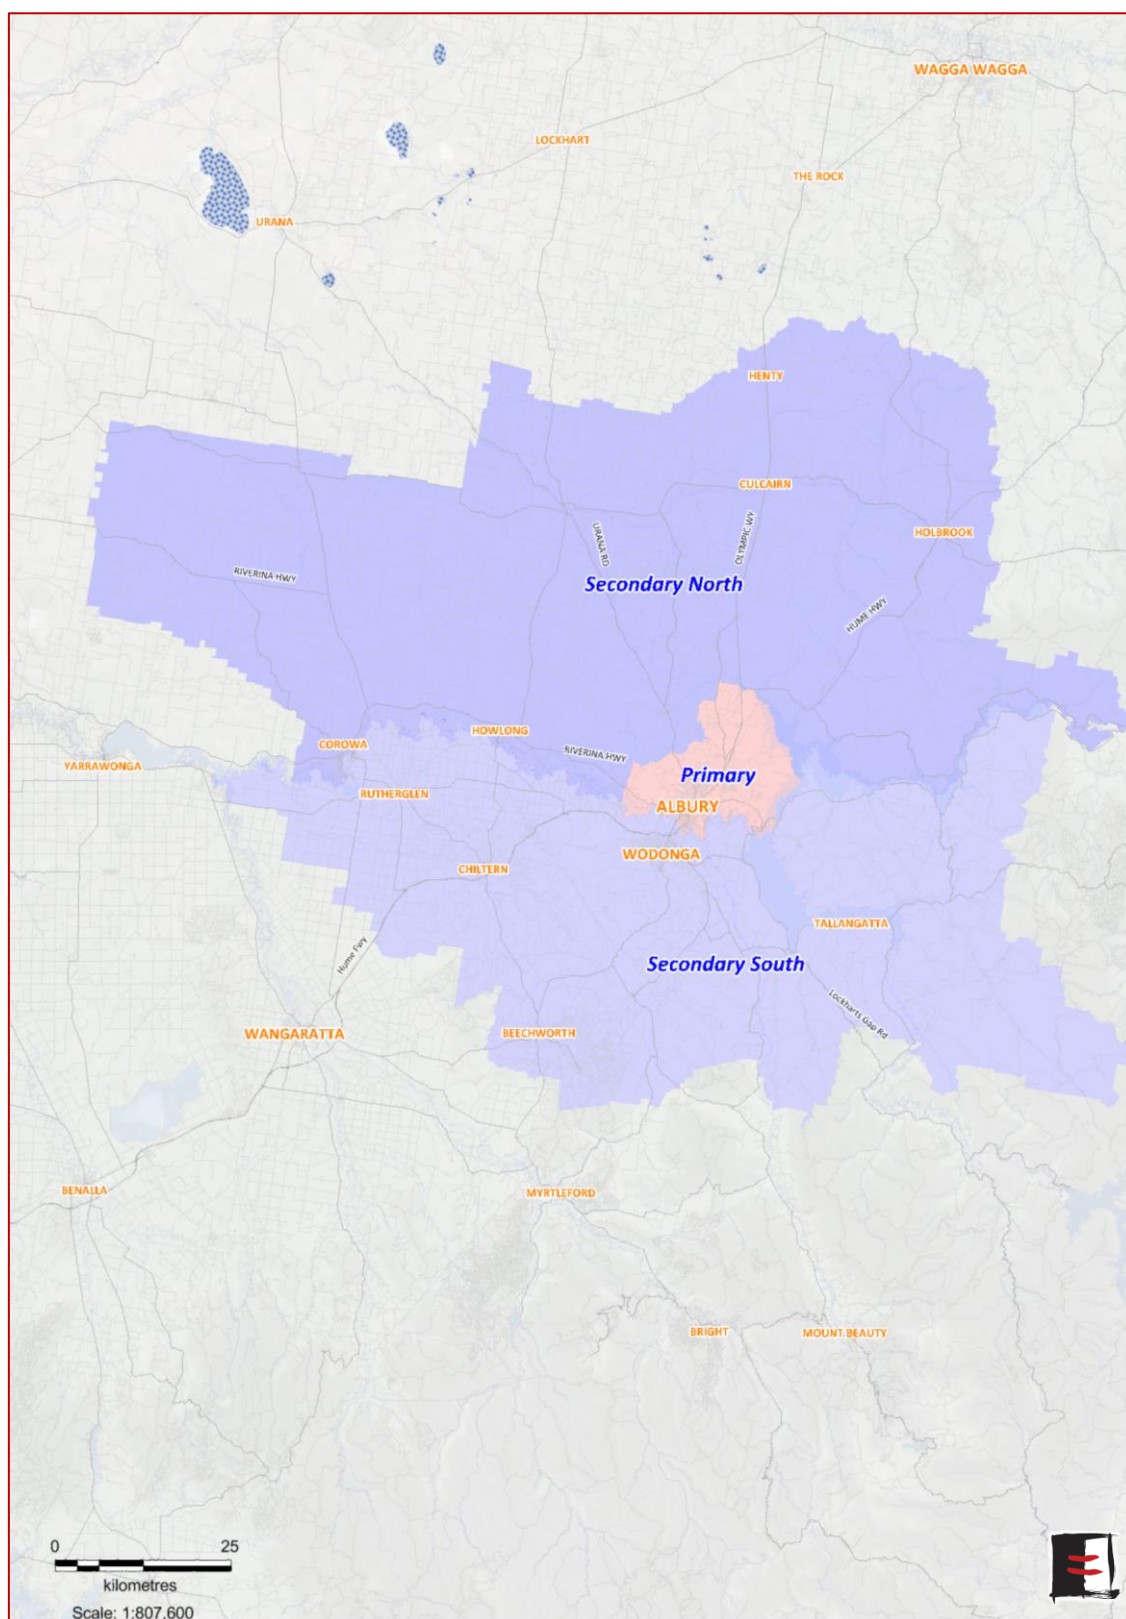 WAGGA WAGGA
LOCKHART
THE ROCK
URANA
HENTY
CULCAIRN
HOLBROOK
URANA RD
OLYMPIC WY
RIVERINA HWY
Secondary North
HUME HWY
HOWLONG
COROWA
RIVERINA HWY
YARRAWONGA
Primary
RUTHERGLEN
ALBURY
WODONGA
CHILTERN
TALLANGATTA
Hume Fwy
Secondary South
Lockharts Gap Rd
WANGARATTA
BEECHWORTH
BENALLA
MYRTLEFORD
BRIGHT
MOUNT BEAUTY
0 25
kilometres
Scale: 1:807,600